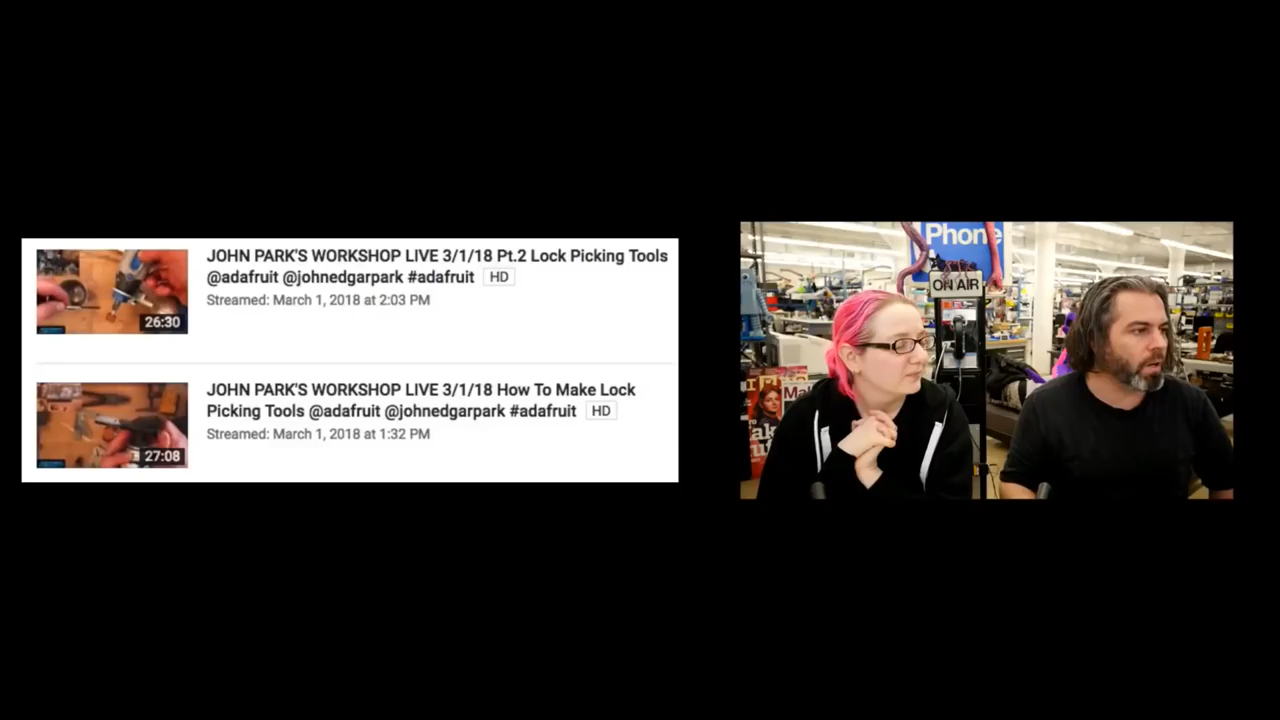 JOHN PARK'S WORKSHOP LIVE 3/1/18 Pt.2 Lock Picking Tools
@adafruit @johnedgarpark #adafruit HD
Streamed: March 1, 2018 at 2:03 PM
26:30
JOHN PARK'S WORKSHOP LIVE 3/1/18 How To Make Lock
Picking Tools @adafruit @johnedgarpark #adafruit HD
Streamed: March 1, 2018 at 1:32 PM
27:08
Phone
ON AIR